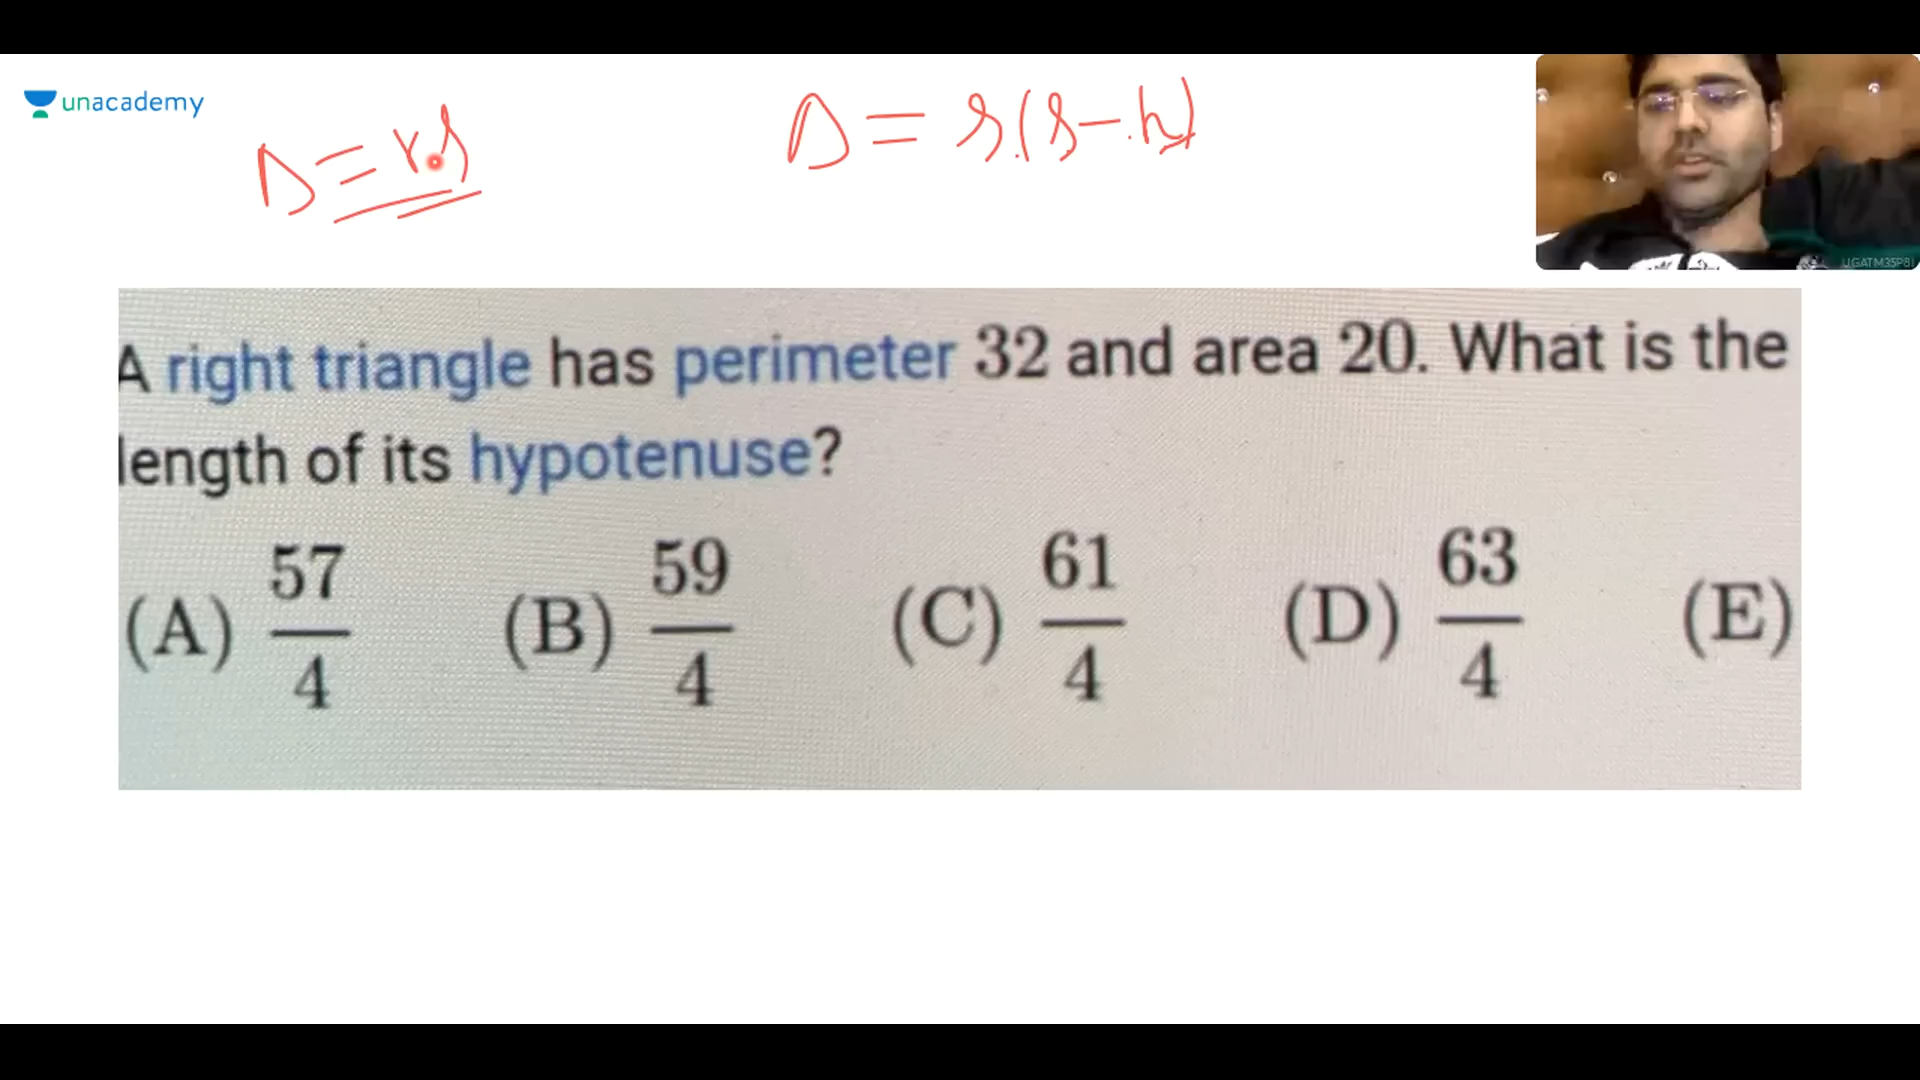 unacademy
Δ = r.s
Δ = s.(s-h)
UGATM35P8I
A right triangle has perimeter 32 and area 20. What is the
length of its hypotenuse?
(A) 57/4 (B) 59/4 (C) 61/4 (D) 63/4 (E)